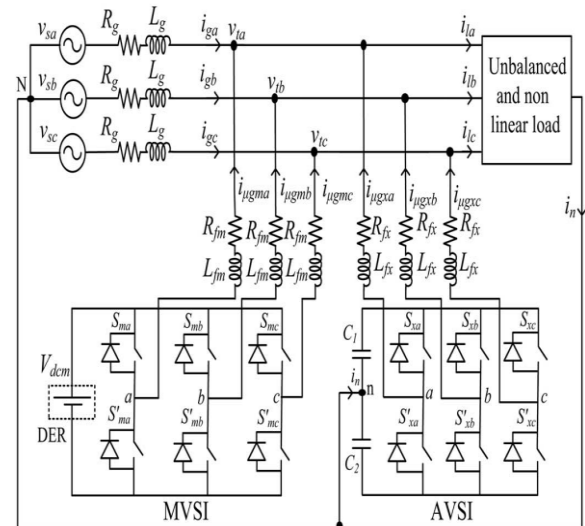 v_sa R_g L_g i_ga v_ta i_la
N v_sb R_g L_g i_gb v_tb i_lb
v_sc R_g L_g i_gc v_tc i_lc
Unbalanced
and non
linear load
i_μgma i_μgmb i_μgmc i_μgxa i_μgxb i_μgxc
i_n
R_fm R_fm R_fm R_fx R_fx R_fx
L_fm L_fm L_fm L_fx L_fx L_fx
S_ma S_mb S_mc S_xa S_xb S_xc
V_dcm C_1
a b c i_n n a b c
DER
S'_ma S'_mb S'_mc C_2 S'_xa S'_xb S'_xc
MVSI AVSI